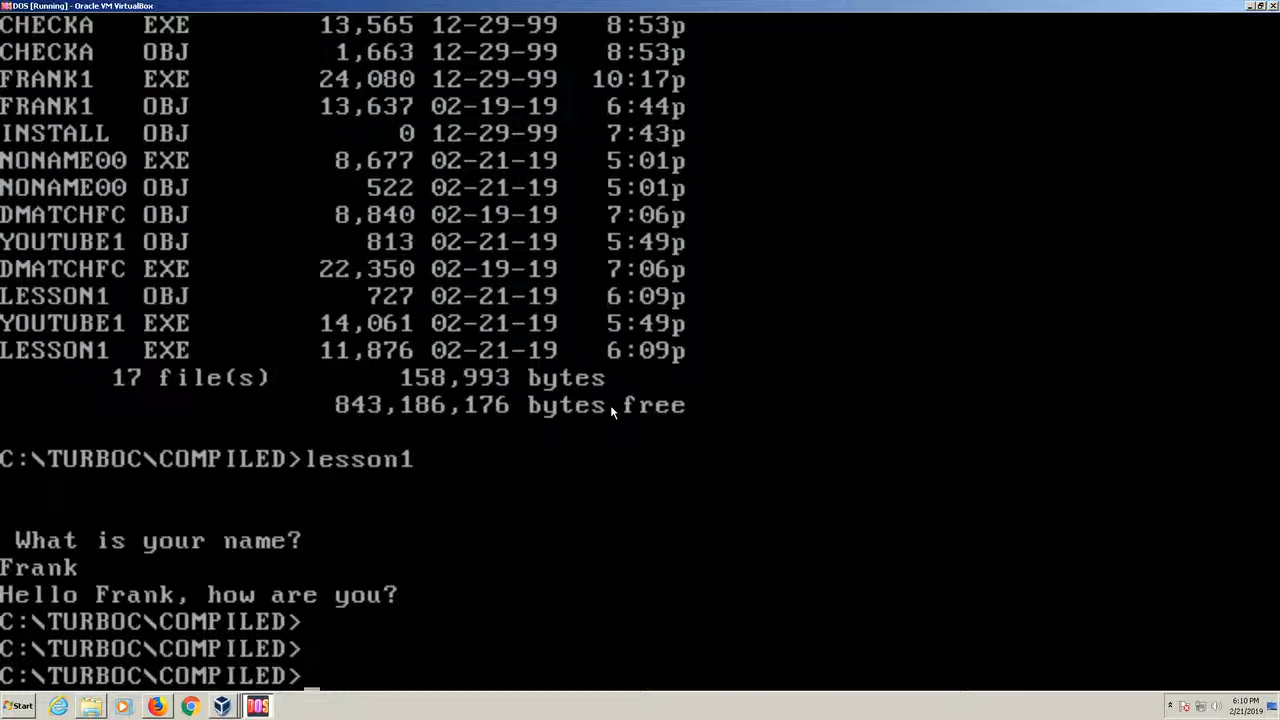 DOS [Running] - Oracle VM VirtualBox
CHECKA EXE 13,565 12-29-99 8:53p
CHECKA OBJ 1,663 12-29-99 8:53p
FRANK1 EXE 24,080 12-29-99 10:17p
FRANK1 OBJ 13,637 02-19-19 6:44p
INSTALL OBJ 0 12-29-99 7:43p
NONAME00 EXE 8,677 02-21-19 5:01p
NONAME00 OBJ 522 02-21-19 5:01p
DMATCHFC OBJ 8,840 02-19-19 7:06p
YOUTUBE1 OBJ 813 02-21-19 5:49p
DMATCHFC EXE 22,350 02-19-19 7:06p
LESSON1 OBJ 727 02-21-19 6:09p
YOUTUBE1 EXE 14,061 02-21-19 5:49p
LESSON1 EXE 11,876 02-21-19 6:09p
17 file(s) 158,993 bytes
843,186,176 bytes free
C:\TURBOC\COMPILED>lesson1
What is your name?
Frank
Hello Frank, how are you?
C:\TURBOC\COMPILED>
C:\TURBOC\COMPILED>
C:\TURBOC\COMPILED>
Start
DOS
6:10 PM
2/21/2019